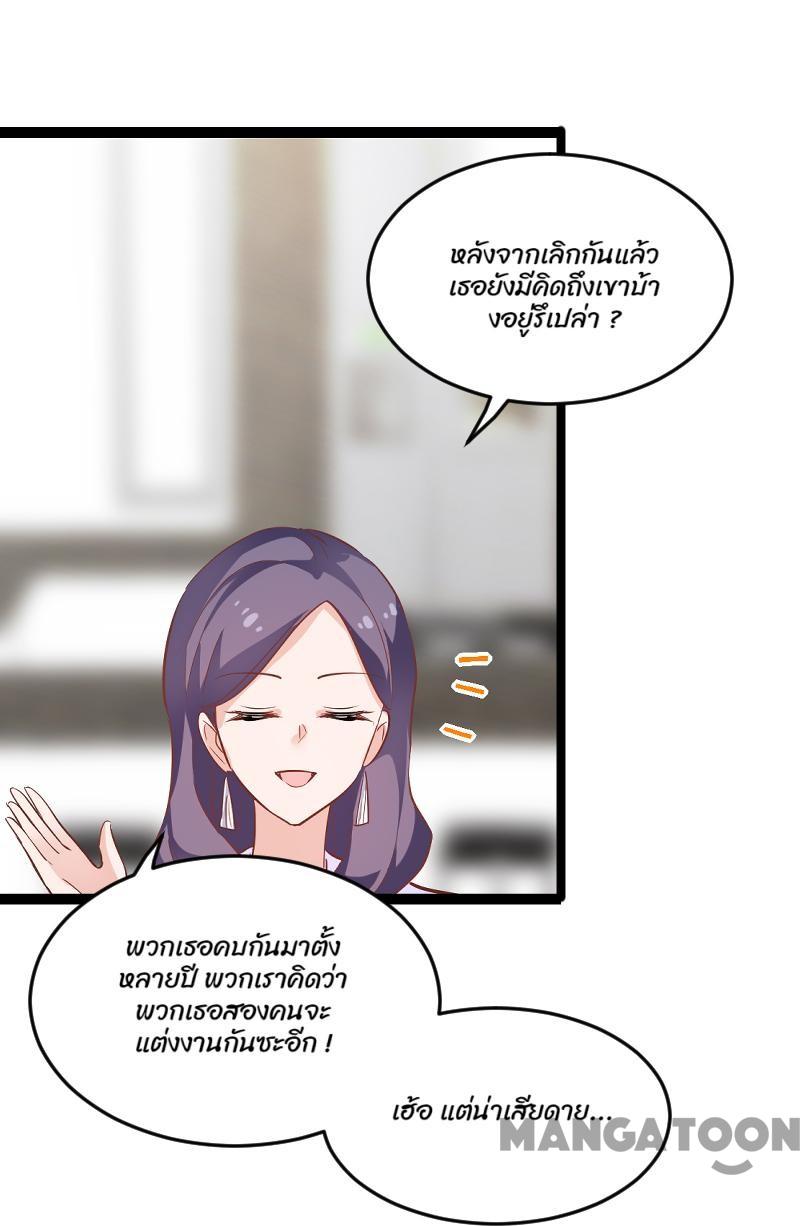 หลังจากเลิกกันแล้ว
เธอยังมีคิดถึงเขาบ้า
งอยู่รึเปล่า ?
พวกเธอคบกันมาตั้ง
หลายปี พวกเราคิดว่า
พวกเธอสองคนจะ
แต่งงานกันซะอีก !
เฮ้อ แต่น่าเสียดาย...
MANGATOON